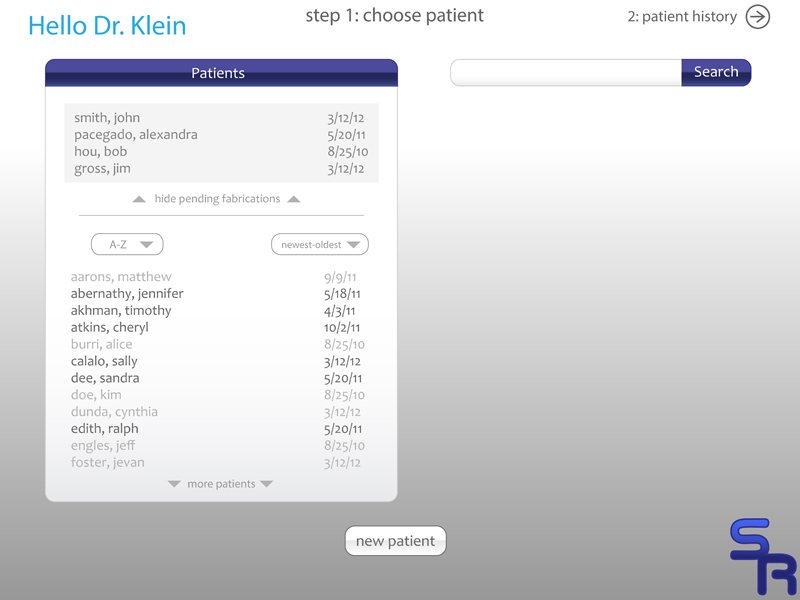 Hello Dr. Klein
step 1: choose patient
2: patient history
Patients
Search
smith, john 3/12/12
pacegado, alexandra 5/20/11
hou, bob 8/25/10
gross, jim 3/12/12
hide pending fabrications
A-Z newest-oldest
aarons, matthew 9/9/11
abernathy, jennifer 5/18/11
akhman, timothy 4/3/11
atkins, cheryl 10/2/11
burri, alice 8/25/10
calalo, sally 3/12/12
dee, sandra 5/20/11
doe, kim 8/25/10
dunda, cynthia 3/12/12
edith, ralph 5/20/11
engles, jeff 8/25/10
foster, jevan 3/12/12
more patients
new patient
SR